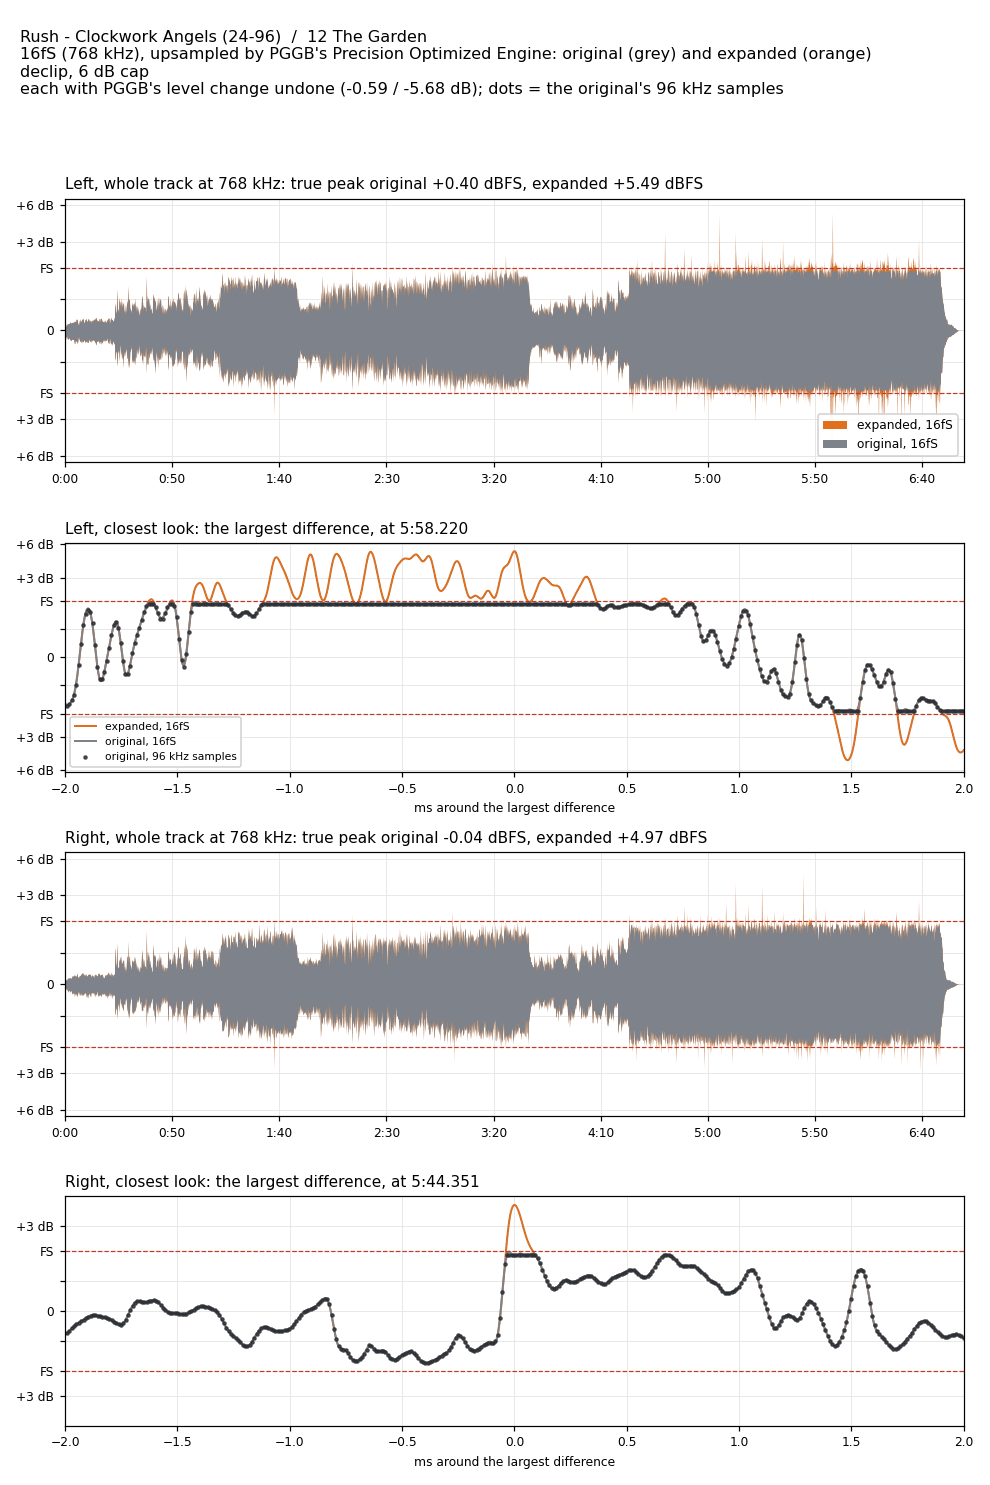 Rush - Clockwork Angels (24-96)  /  12 The Garden
16fS (768 kHz), upsampled by PGGB's Precision Optimized Engine: original (grey) and expanded (orange)
declip, 6 dB cap
each with PGGB's level change undone (-0.59 / -5.68 dB); dots = the original's 96 kHz samples
Left, whole track at 768 kHz: true peak original +0.40 dBFS, expanded +5.49 dBFS
+6 dB
+3 dB
FS
0
FS
+3 dB
+6 dB
expanded, 16fS
original, 16fS
0:00 0:50 1:40 2:30 3:20 4:10 5:00 5:50 6:40
Left, closest look: the largest difference, at 5:58.220
+6 dB
+3 dB
FS
0
FS
+3 dB
+6 dB
expanded, 16fS
original, 16fS
original, 96 kHz samples
−2.0 −1.5 −1.0 −0.5 0.0 0.5 1.0 1.5 2.0
ms around the largest difference
Right, whole track at 768 kHz: true peak original -0.04 dBFS, expanded +4.97 dBFS
+6 dB
+3 dB
FS
0
FS
+3 dB
+6 dB
0:00 0:50 1:40 2:30 3:20 4:10 5:00 5:50 6:40
Right, closest look: the largest difference, at 5:44.351
+3 dB
FS
0
FS
+3 dB
−2.0 −1.5 −1.0 −0.5 0.0 0.5 1.0 1.5 2.0
ms around the largest difference